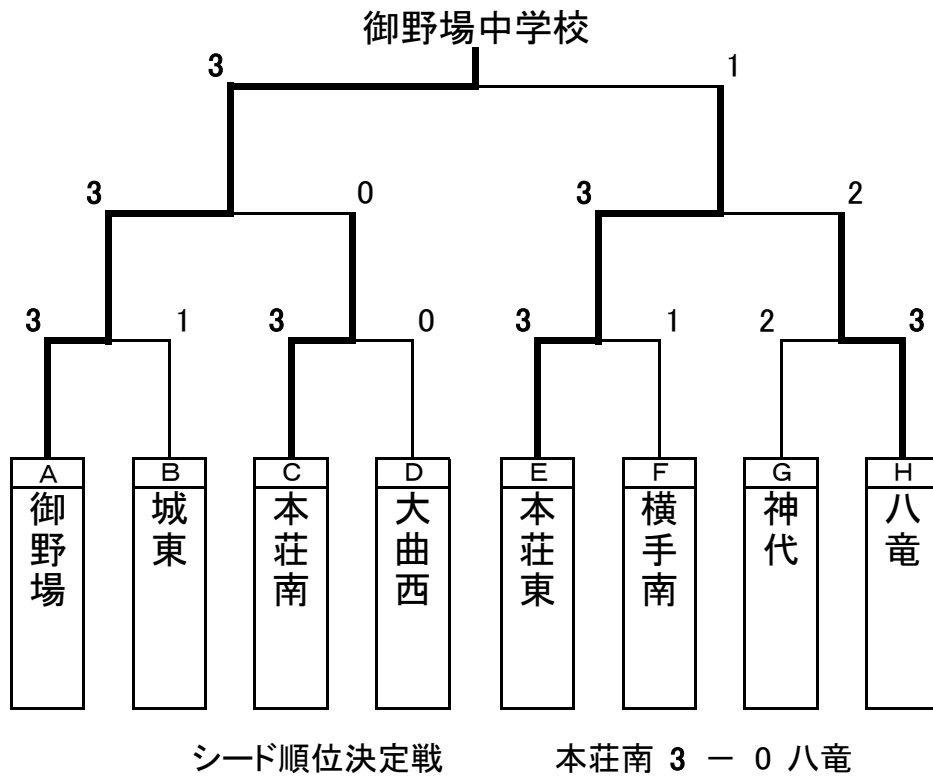 御野場中学校
3 1
3 0 3 2
3 1 3 0 3 1 2 3
A B C D E F G H
御野場 城東 本荘南 大曲西 本荘東 横手南 神代 八竜
シード順位決定戦 本荘南 3 － 0 八竜